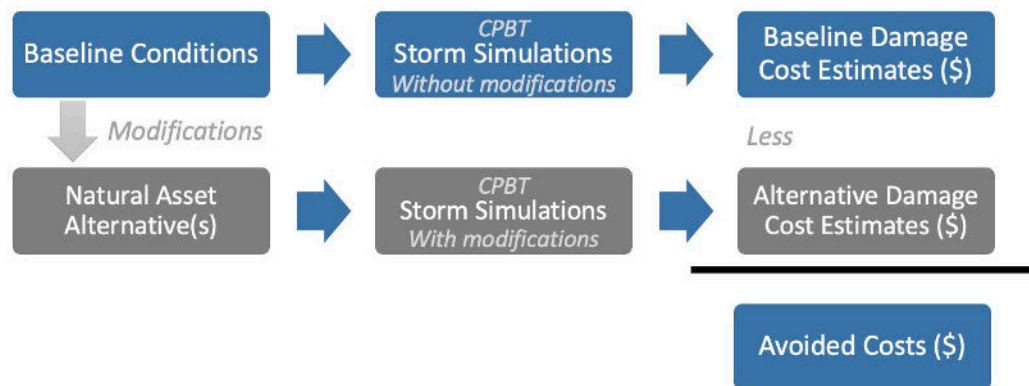 Baseline Conditions
CPBT
Storm Simulations
Without modifications
Baseline Damage
Cost Estimates ($)
Modifications
Less
Natural Asset
Alternative(s)
CPBT
Storm Simulations
With modifications
Alternative Damage
Cost Estimates ($)
Avoided Costs ($)